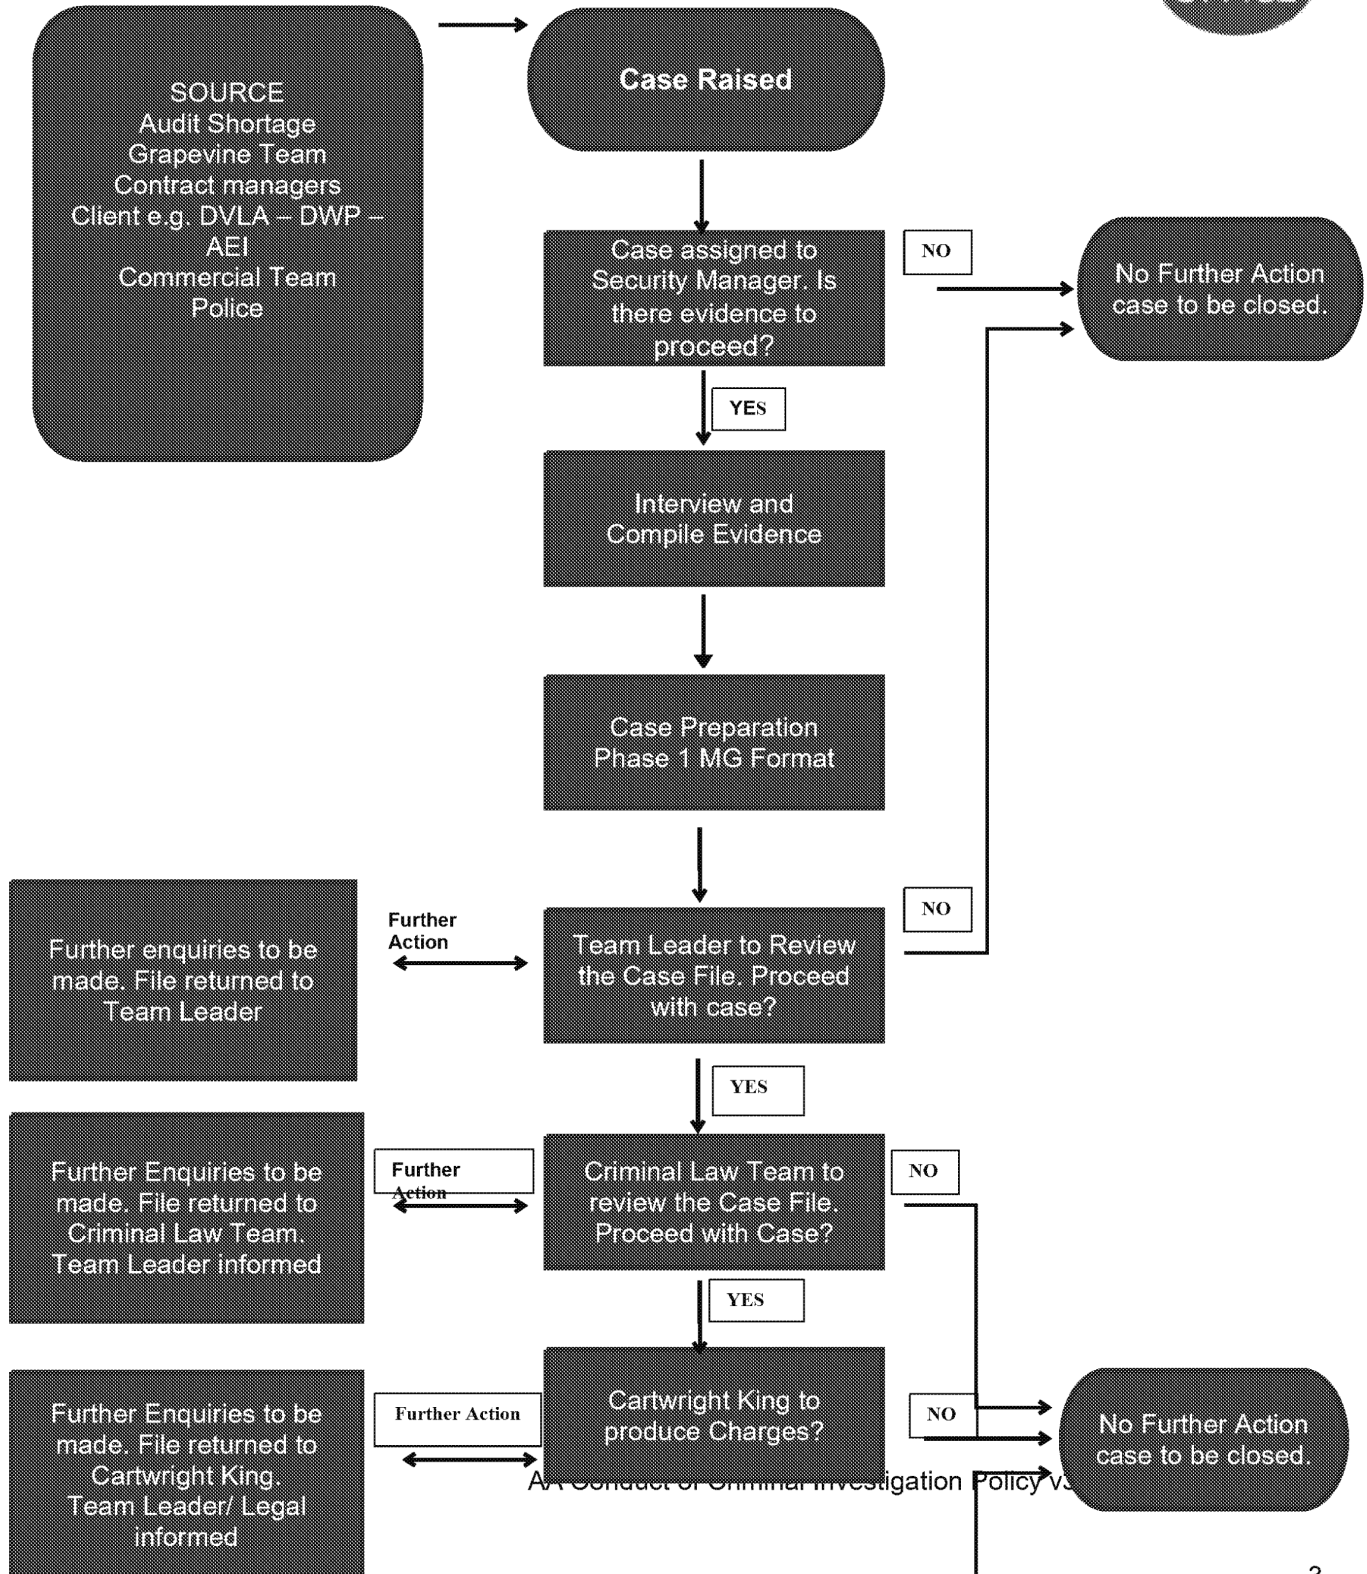 Case Raised
SOURCE
Audit Shortage
Grapevine Team
Contract managers
Client e.g. DVLA – DWP –
AEI
Commercial Team
Police
Case assigned to
Security Manager. Is
there evidence to
proceed?
NO
No Further Action
case to be closed.
YES
Interview and
Compile Evidence
Case Preparation
Phase 1 MG Format
Further enquiries to be
made. File returned to
Team Leader
Further
Action
Team Leader to Review
the Case File. Proceed
with case?
NO
YES
Further Enquiries to be
made. File returned to
Criminal Law Team.
Team Leader informed
Further
Action
Criminal Law Team to
review the Case File.
Proceed with Case?
NO
YES
Further Enquiries to be
made. File returned to
Cartwright King.
Team Leader/ Legal
informed
Further Action
Cartwright King to
produce Charges?
NO
No Further Action
case to be closed.
AA Conduct of Criminal Investigation Policy